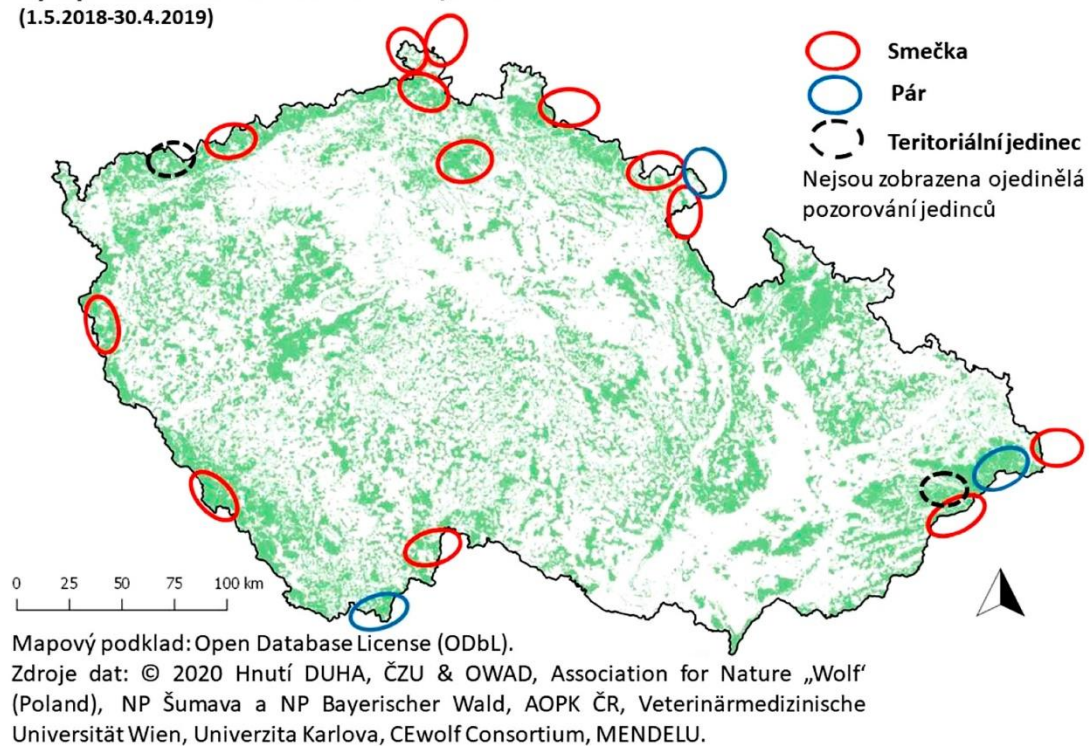 (1.5.2018-30.4.2019)
Smečka
Pár
Teritoriální jedinec
Nejsou zobrazena ojedinělá
pozorování jedinců
0 25 50 75 100 km
Mapový podklad: Open Database License (ODbL).
Zdroje dat: © 2020 Hnutí DUHA, ČZU & OWAD, Association for Nature „Wolf“
(Poland), NP Šumava a NP Bayerischer Wald, AOPK ČR, Veterinärmedizinische
Universität Wien, Univerzita Karlova, CEwolf Consortium, MENDELU.